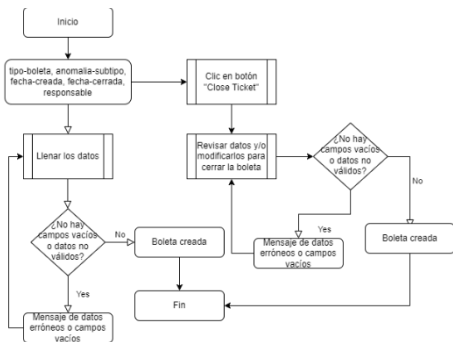 Inicio
tipo-boleta, anomalia-subtipo,
fecha-creada, fecha-cerrada,
responsable
Clic en botón
"Close Ticket"
Llenar los datos
Revisar datos y/o
modificarlos para
cerrar la boleta
¿No hay
campos vacíos
o datos no
válidos?
No
Yes
Mensaje de datos
erróneos o campos
vacíos
Boleta creada
¿No hay
campos vacíos
o datos no
válidos?
No
Boleta creada
Yes
Mensaje de datos
erróneos o campos
vacíos
Fin